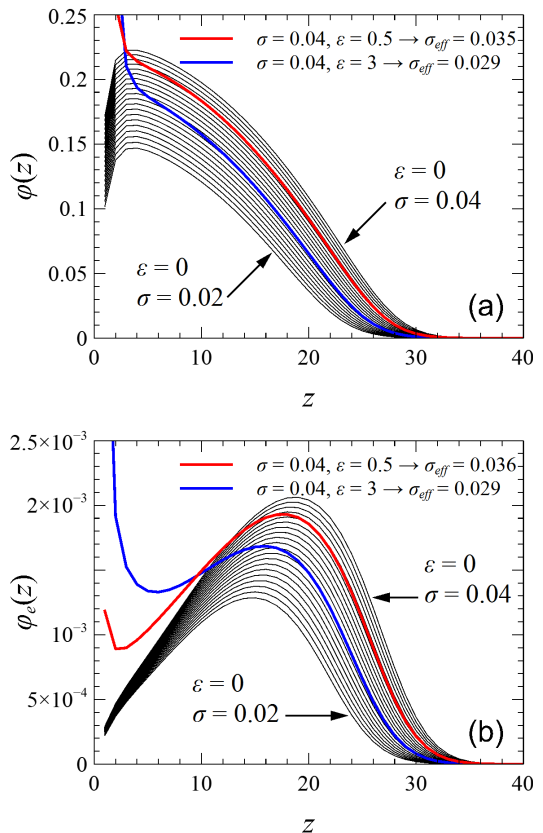 0.25
0.2
0.15
0.1
0.05
0
φ(z)
σ = 0.04, ε = 0.5 → σeff = 0.035
σ = 0.04, ε = 3 → σeff = 0.029
ε = 0
σ = 0.04
ε = 0
σ = 0.02
(a)
0 10 20 30 40
z
2.5×10⁻³
2×10⁻³
10⁻³
5×10⁻⁴
0
φe(z)
σ = 0.04, ε = 0.5 → σeff = 0.036
σ = 0.04, ε = 3 → σeff = 0.029
ε = 0
σ = 0.04
ε = 0
σ = 0.02
(b)
0 10 20 30 40
z